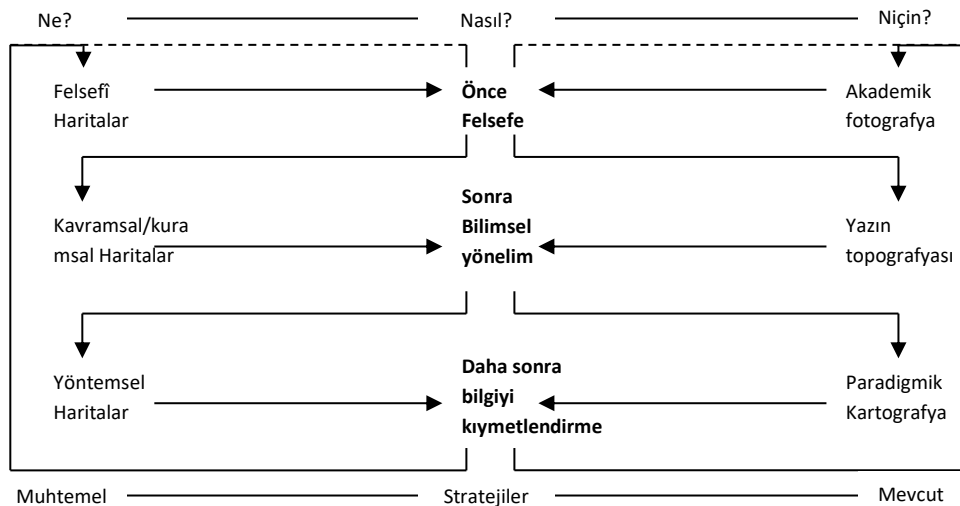 Ne?
Nasıl?
Niçin?
Felsefî
Haritalar
Önce
Felsefe
Akademik
fotografya
Kavramsal/kura
msal Haritalar
Sonra
Bilimsel
yönelim
Yazın
topografyası
Yöntemsel
Haritalar
Daha sonra
bilgiyi
kıymetlendirme
Paradigmik
Kartografya
Muhtemel
Stratejiler
Mevcut